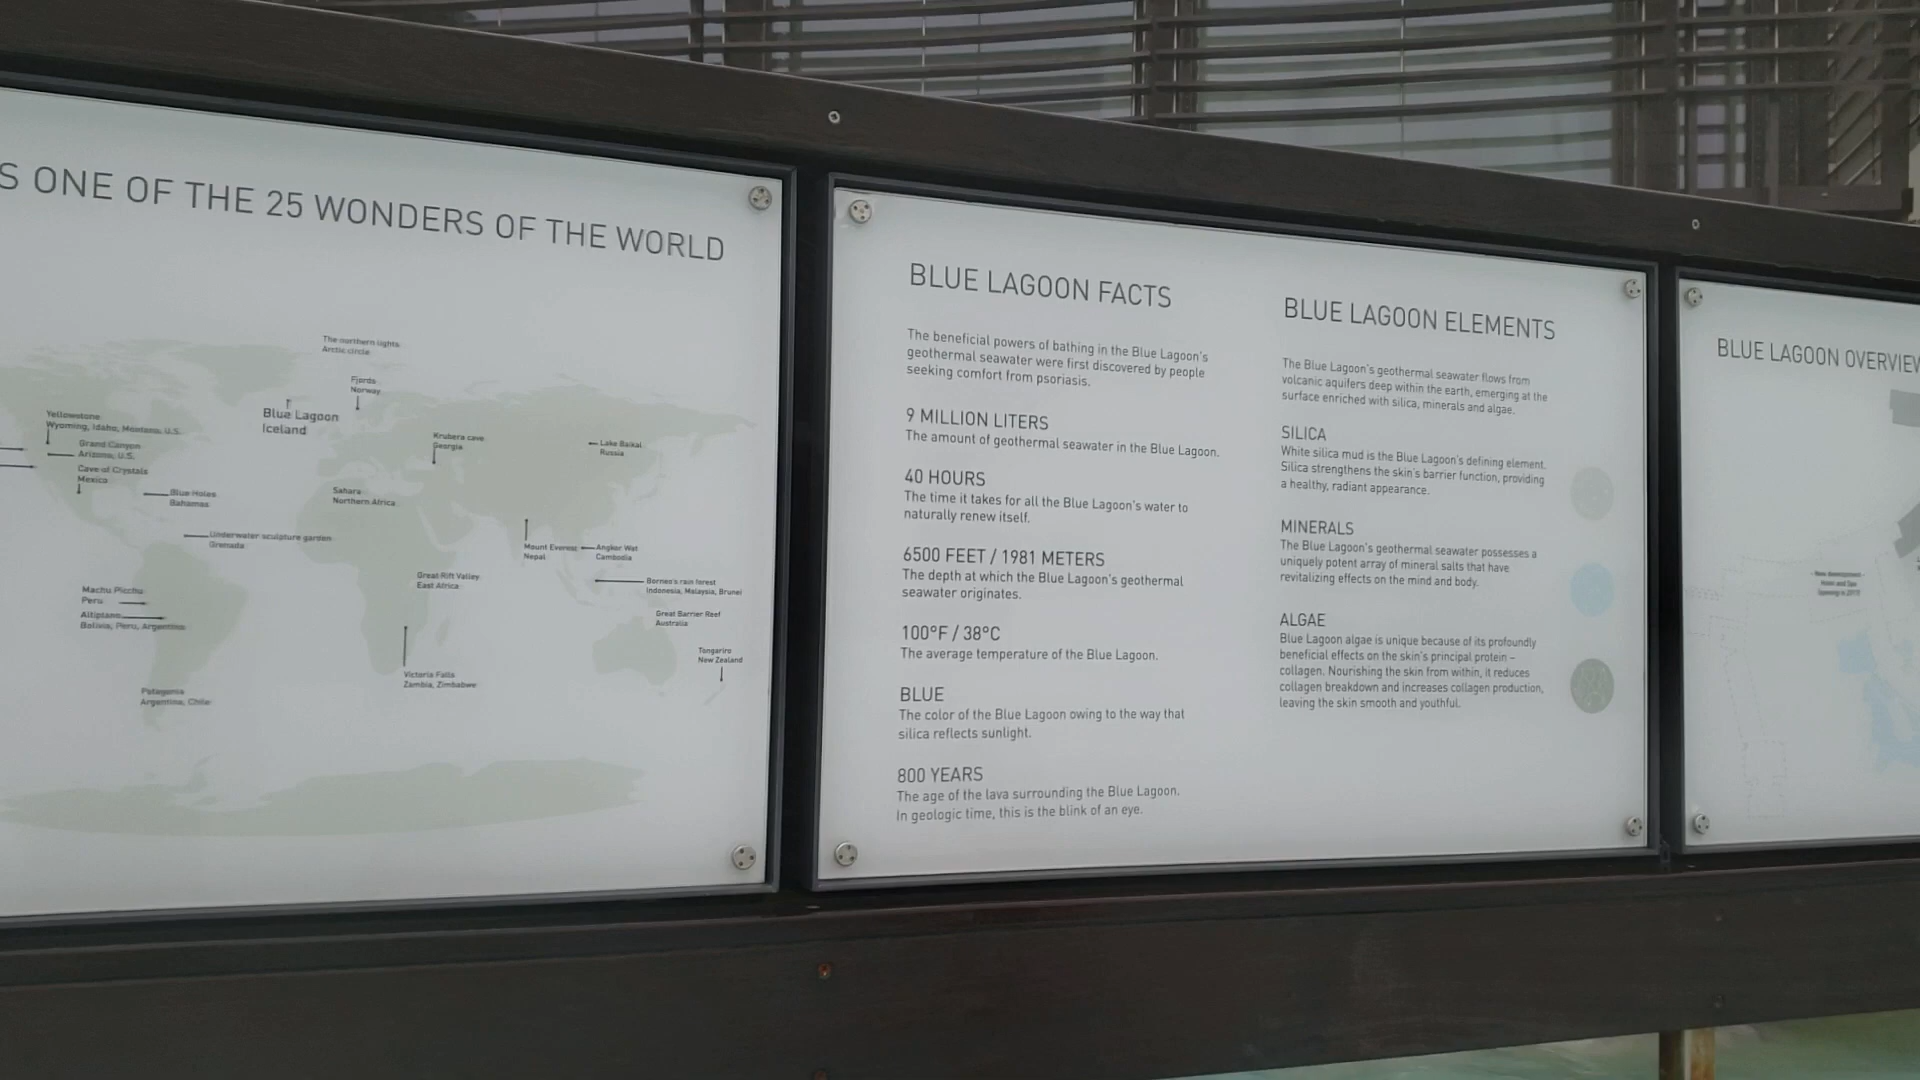 S ONE OF THE 25 WONDERS OF THE WORLD
The northern lights
Arctic circle
Fjords
Norway
Blue Lagoon
Iceland
Yellowstone
Wyoming, Idaho, Montana, U.S.
Grand Canyon
Arizona, U.S.
Cave of Crystals
Mexico
Krubera cave
Georgia
Lake Baikal
Russia
Blue Holes
Bahamas
Sahara
Northern Africa
Underwater sculpture garden
Grenada
Mount Everest
Nepal
Angkor Wat
Cambodia
Great Rift Valley
East Africa
Borneo's rain forest
Indonesia, Malaysia, Brunei
Machu Picchu
Peru
Altiplano
Bolivia, Peru, Argentina
Great Barrier Reef
Australia
Tongariro
New Zealand
Victoria Falls
Zambia, Zimbabwe
Patagonia
Argentina, Chile
BLUE LAGOON FACTS
The beneficial powers of bathing in the Blue Lagoon's
geothermal seawater were first discovered by people
seeking comfort from psoriasis.
9 MILLION LITERS
The amount of geothermal seawater in the Blue Lagoon.
40 HOURS
The time it takes for all the Blue Lagoon's water to
naturally renew itself.
6500 FEET / 1981 METERS
The depth at which the Blue Lagoon's geothermal
seawater originates.
100°F / 38°C
The average temperature of the Blue Lagoon.
BLUE
The color of the Blue Lagoon owing to the way that
silica reflects sunlight.
800 YEARS
The age of the lava surrounding the Blue Lagoon.
In geologic time, this is the blink of an eye.
BLUE LAGOON ELEMENTS
The Blue Lagoon's geothermal seawater flows from
volcanic aquifers deep within the earth, emerging at the
surface enriched with silica, minerals and algae.
SILICA
White silica mud is the Blue Lagoon's defining element.
Silica strengthens the skin's barrier function, providing
a healthy, radiant appearance.
MINERALS
The Blue Lagoon's geothermal seawater possesses a
uniquely potent array of mineral salts that have
revitalizing effects on the mind and body.
ALGAE
Blue Lagoon algae is unique because of its profoundly
beneficial effects on the skin's principal protein –
collagen. Nourishing the skin from within, it reduces
collagen breakdown and increases collagen production,
leaving the skin smooth and youthful.
BLUE LAGOON OVERVIEW